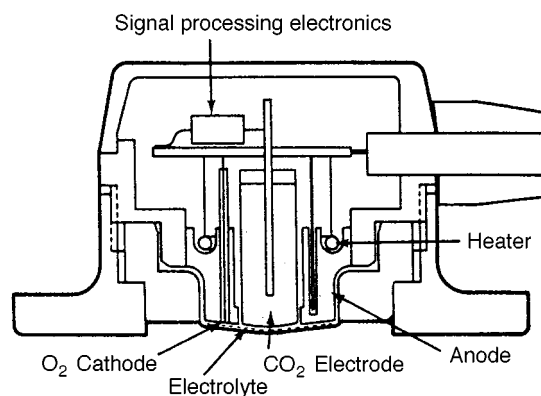 Signal processing electronics
Heater
O₂ Cathode
CO₂ Electrode
Anode
Electrolyte